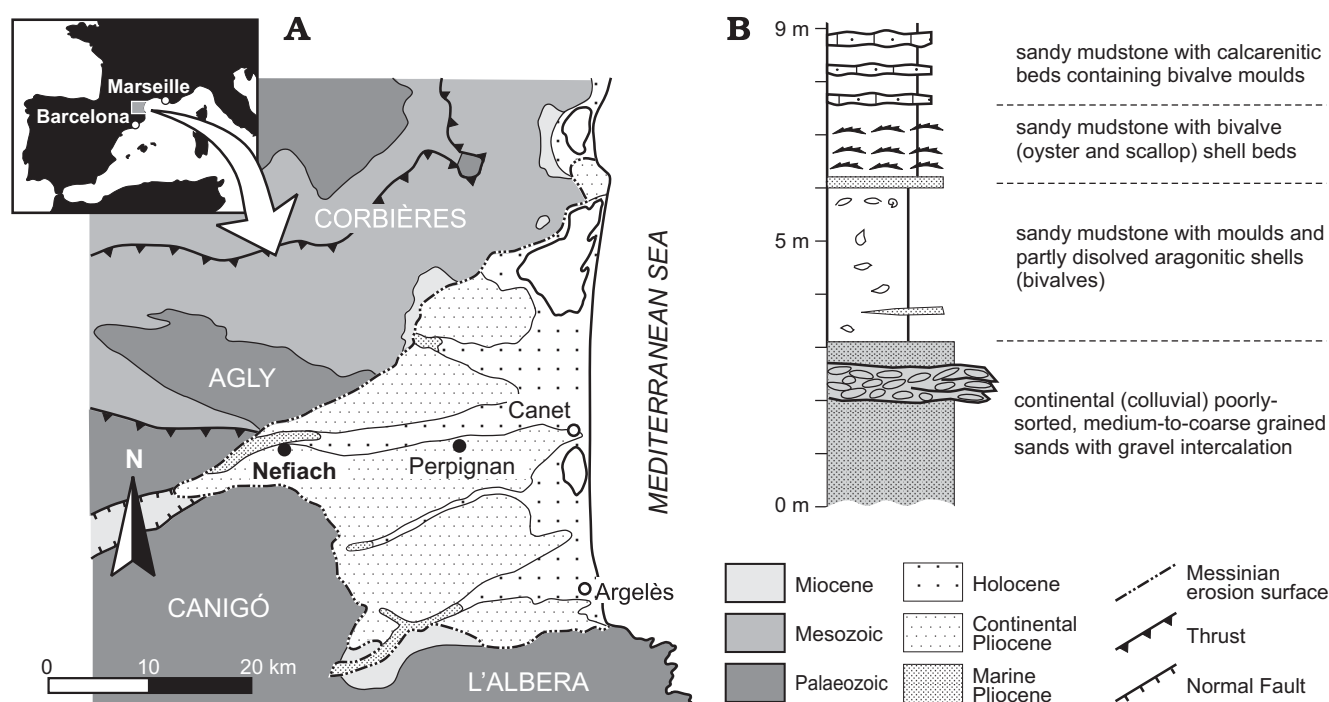 A
Marseille
Barcelona
CORBIÈRES
AGLY
MEDITERRANEAN SEA
Canet
N
Nefiach
Perpignan
CANIGÓ
Argelès
0 10 20 km
L'ALBERA
B
9 m
5 m
0 m
sandy mudstone with calcarenitic
beds containing bivalve moulds
sandy mudstone with bivalve
(oyster and scallop) shell beds
sandy mudstone with moulds and
partly disolved aragonitic shells
(bivalves)
continental (colluvial) poorly-
sorted, medium-to-coarse grained
sands with gravel intercalation
Miocene
Mesozoic
Palaeozoic
Holocene
Continental
Pliocene
Marine
Pliocene
Messinian
erosion surface
Thrust
Normal Fault